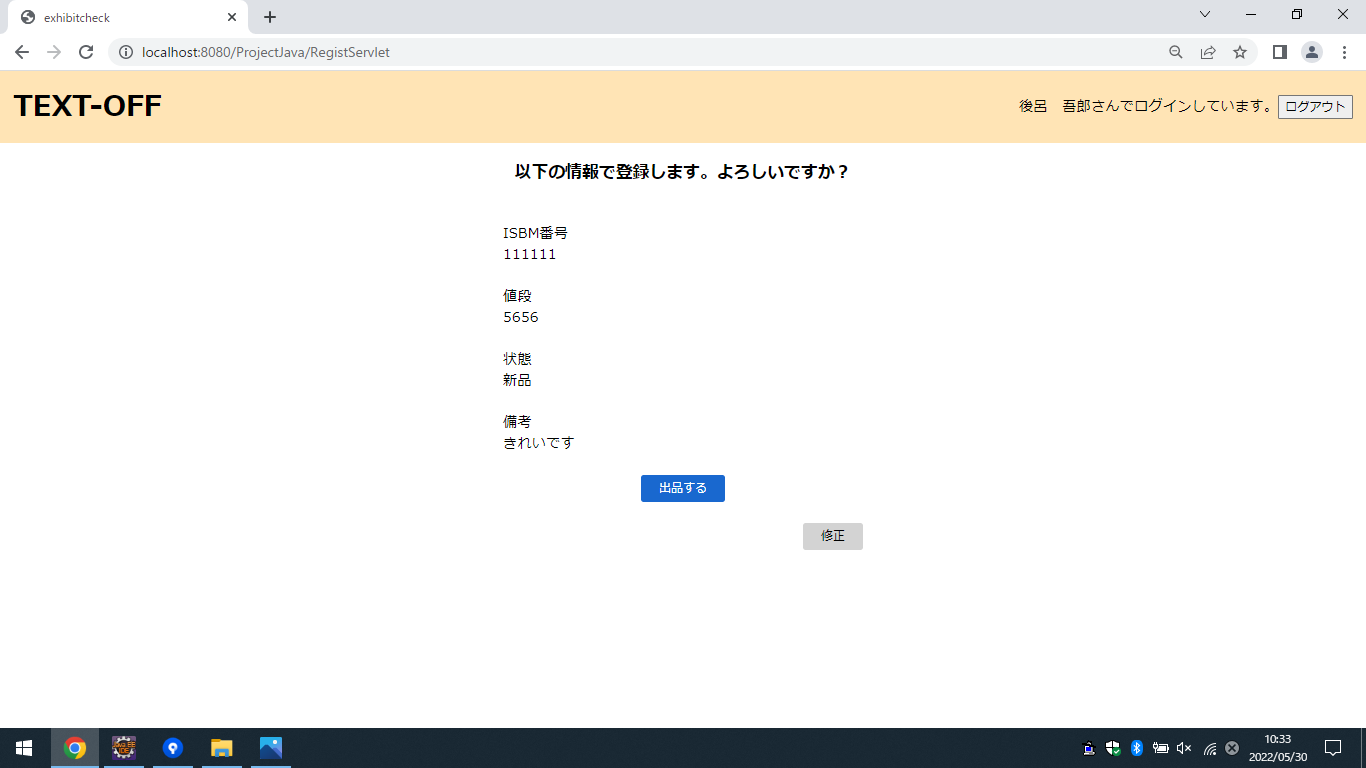 exhibitcheck
localhost:8080/ProjectJava/RegistServlet
TEXT-OFF
後呂　吾郎さんでログインしています。 ログアウト
以下の情報で登録します。よろしいですか？
ISBM番号
111111
値段
5656
状態
新品
備考
きれいです
出品する
修正
10:33
2022/05/30